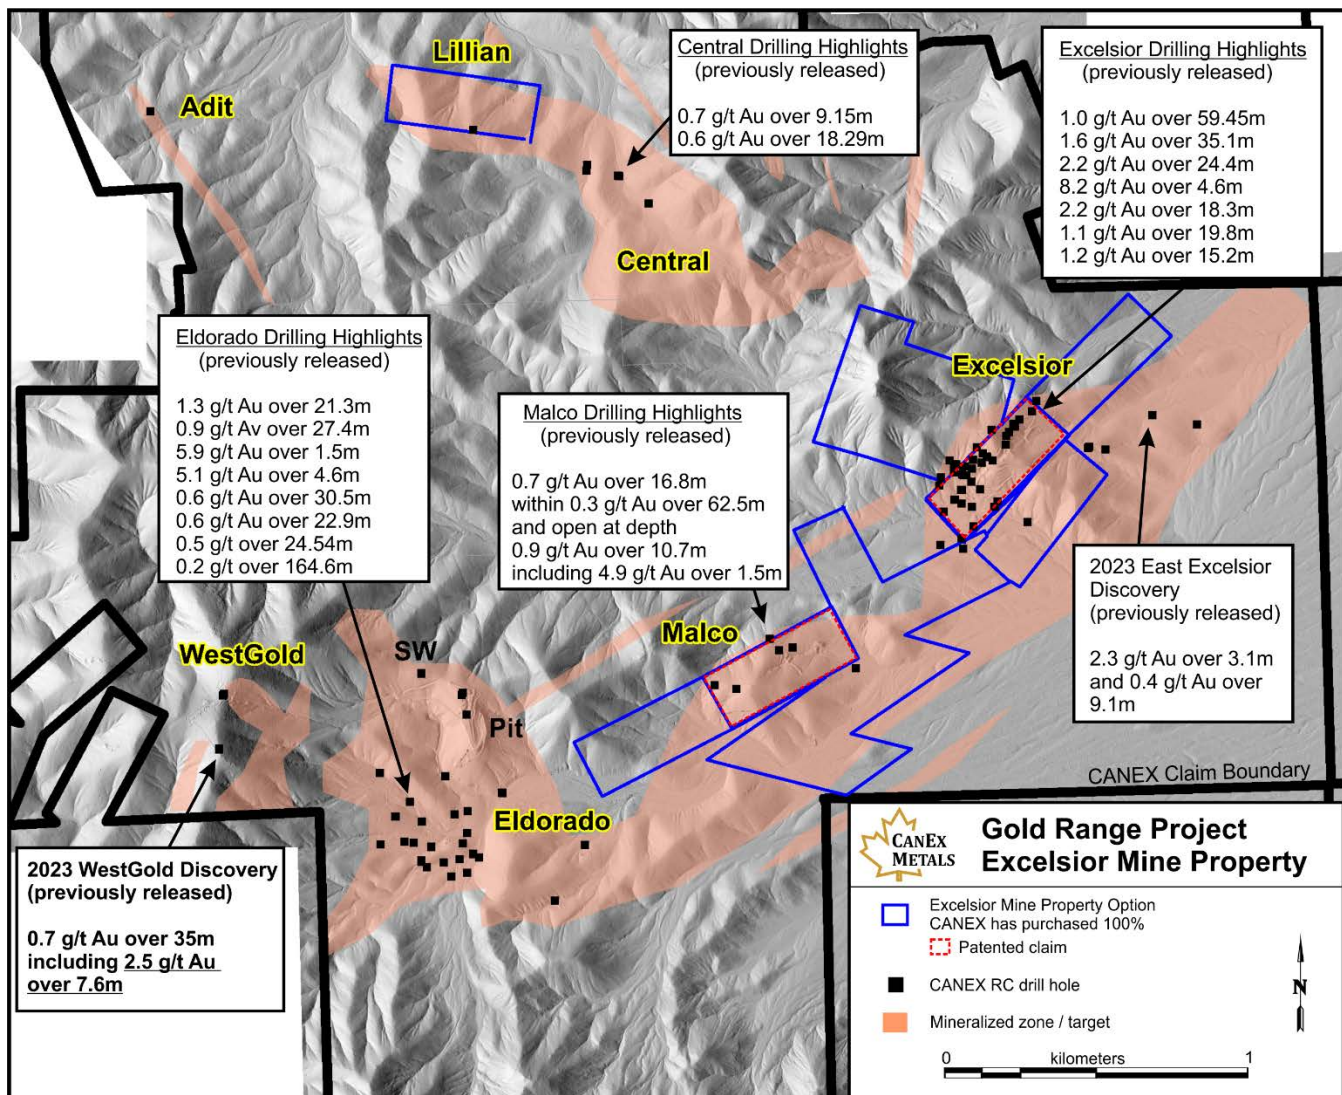 Lillian
Adit
Central Drilling Highlights
(previously released)
0.7 g/t Au over 9.15m
0.6 g/t Au over 18.29m
Excelsior Drilling Highlights
(previously released)
1.0 g/t Au over 59.45m
1.6 g/t Au over 35.1m
2.2 g/t Au over 24.4m
8.2 g/t Au over 4.6m
2.2 g/t Au over 18.3m
1.1 g/t Au over 19.8m
1.2 g/t Au over 15.2m
Central
Eldorado Drilling Highlights
(previously released)
1.3 g/t Au over 21.3m
0.9 g/t Av over 27.4m
5.9 g/t Au over 1.5m
5.1 g/t Au over 4.6m
0.6 g/t Au over 30.5m
0.6 g/t Au over 22.9m
0.5 g/t over 24.54m
0.2 g/t over 164.6m
Malco Drilling Highlights
(previously released)
0.7 g/t Au over 16.8m
within 0.3 g/t Au over 62.5m
and open at depth
0.9 g/t Au over 10.7m
including 4.9 g/t Au over 1.5m
Excelsior
2023 East Excelsior
Discovery
(previously released)
2.3 g/t Au over 3.1m
and 0.4 g/t Au over
9.1m
Malco
WestGold
SW
Pit
Eldorado
CANEX Claim Boundary
2023 WestGold Discovery
(previously released)
0.7 g/t Au over 35m
including 2.5 g/t Au
over 7.6m
CANEX
METALS
Gold Range Project
Excelsior Mine Property
Excelsior Mine Property Option
CANEX has purchased 100%
Patented claim
CANEX RC drill hole
Mineralized zone / target
N
0 kilometers 1